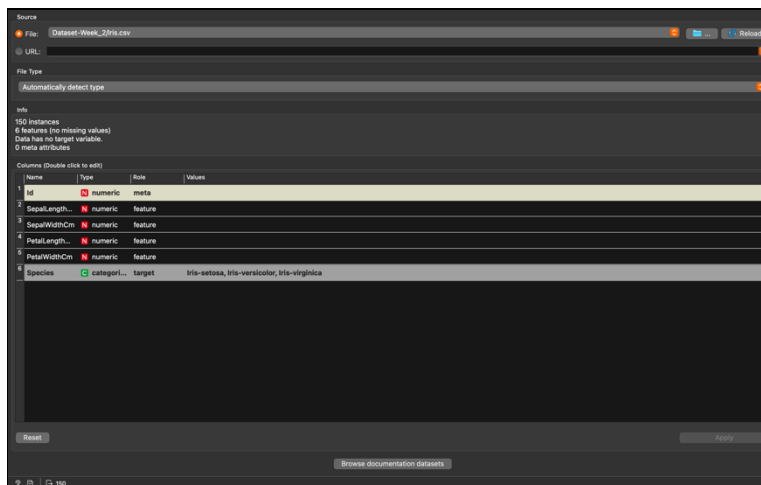 Source
File: Dataset-Week_2/Iris.csv ... Reload
URL:
File Type
Automatically detect type
Info
150 instances
6 features (no missing values)
Data has no target variable.
0 meta attributes
Columns (Double click to edit)
Name Type Role Values
1 Id N numeric meta
2 SepalLength... N numeric feature
3 SepalWidthCm N numeric feature
4 PetalLength... N numeric feature
5 PetalWidthCm N numeric feature
6 Species C categori... target Iris-setosa, Iris-versicolor, Iris-virginica
Reset Apply
Browse documentation datasets
? 150